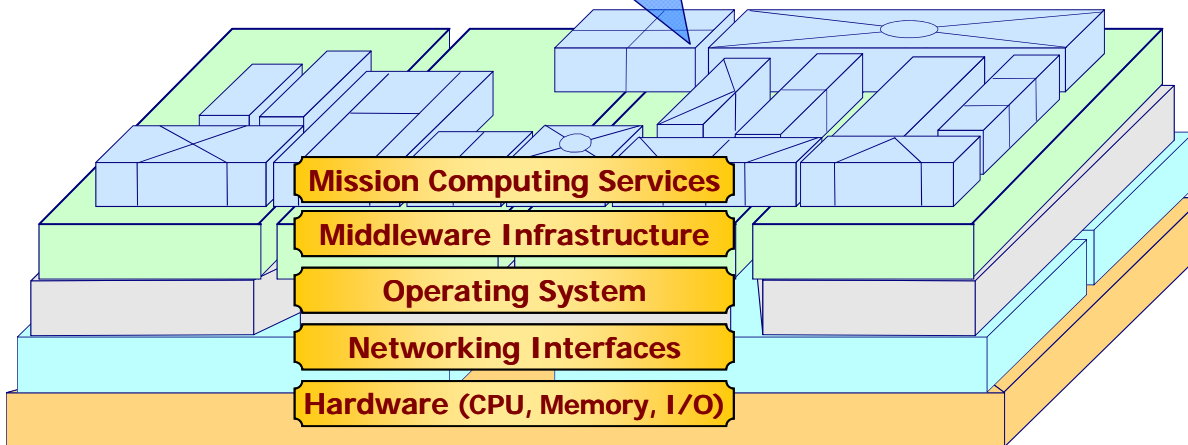 Mission Computing Services
Middleware Infrastructure
Operating System
Networking Interfaces
Hardware (CPU, Memory, I/O)